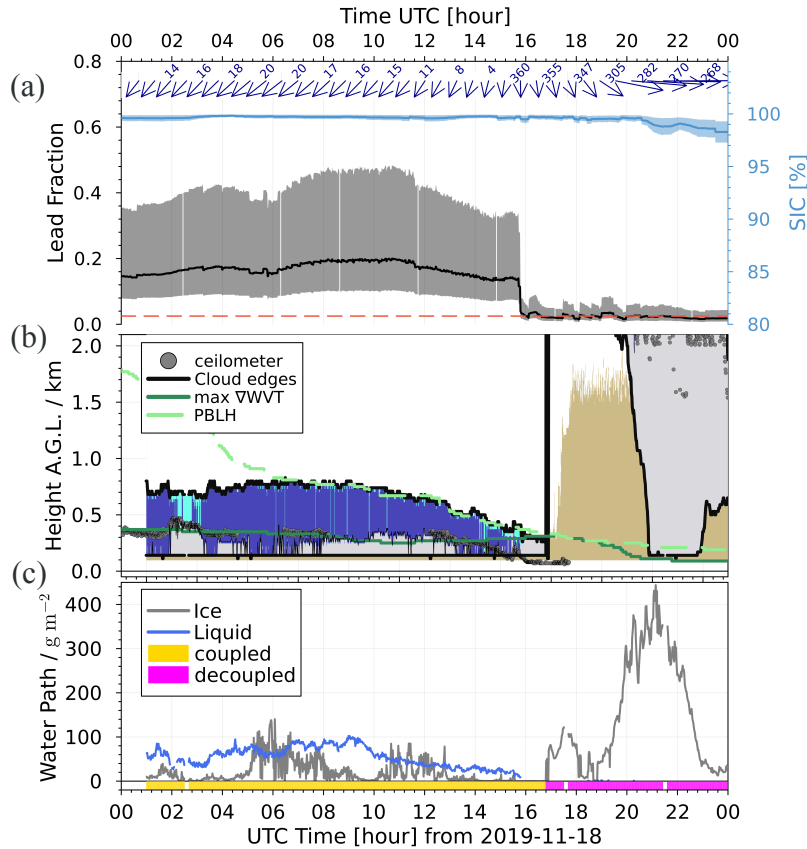 Time UTC [hour]
00 02 04 06 08 10 12 14 16 18 20 22 00
(a)
14 16 18 20 20 17 16 15 11 8 4 360 355 347 305 282 270 268
Lead Fraction
0.8
0.6
0.4
0.2
0.0
100
95
90
85
80
SIC [%]
(b)
Height A.G.L. / km
2.0
1.5
1.0
0.5
0.0
ceilometer
Cloud edges
max ∇WVT
PBLH
(c)
Water Path / g m⁻²
400
300
200
100
0
Ice
Liquid
coupled
decoupled
00 02 04 06 08 10 12 14 16 18 20 22 00
UTC Time [hour] from 2019-11-18